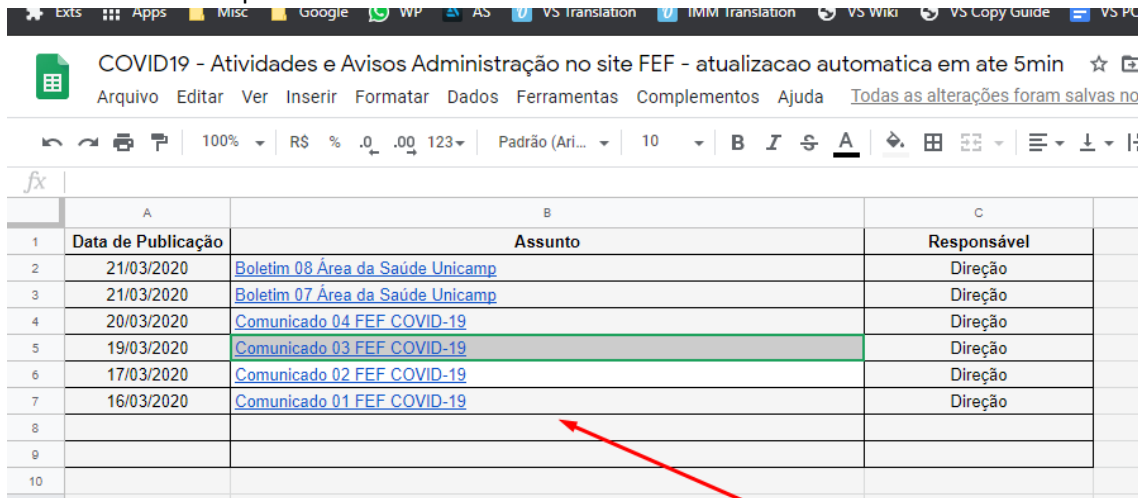 Exts Apps Misc Google WP AS VS Translation IMM Translation VS Wiki VS Copy Guide VS PC
COVID19 - Atividades e Avisos Administração no site FEF - atualizacao automatica em ate 5min
Arquivo Editar Ver Inserir Formatar Dados Ferramentas Complementos Ajuda Todas as alterações foram salvas no
100% R$ % .0 .00 123 Padrão (Ari... 10 B I S A
fx
A B C
1 Data de Publicação Assunto Responsável
2 21/03/2020 Boletim 08 Área da Saúde Unicamp Direção
3 21/03/2020 Boletim 07 Área da Saúde Unicamp Direção
4 20/03/2020 Comunicado 04 FEF COVID-19 Direção
5 19/03/2020 Comunicado 03 FEF COVID-19 Direção
6 17/03/2020 Comunicado 02 FEF COVID-19 Direção
7 16/03/2020 Comunicado 01 FEF COVID-19 Direção
8
9
10